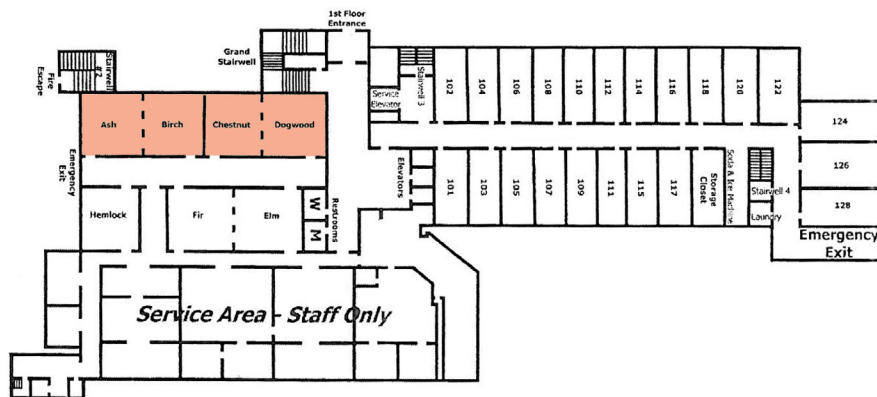 1st Floor
Entrance
Grand
Stairwell
Stairwell
#2
Fire
Escape
Service
Elevator
Stairwell 3
102
104
106
108
112
114
116
118
120
122
124
126
128
Ash
Birch
Chestnut
Dogwood
Emergency
Exit
Elevators
101
103
105
107
109
111
115
117
Storage
Closet
Soda & Ice Machine
Stairwell 4
Laundry
Emergency
Exit
Hemlock
Fir
Elm
W
M
Restrooms
Service Area - Staff Only